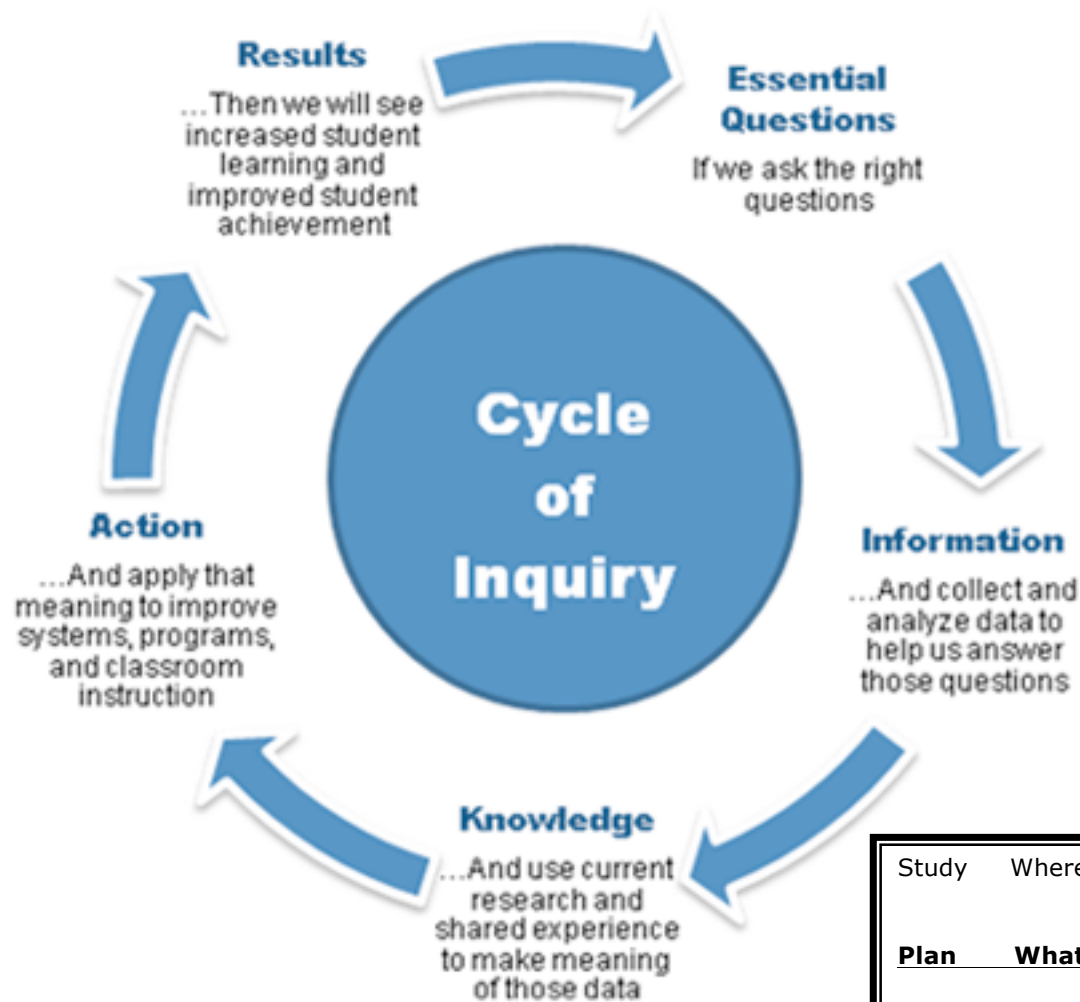 Results
...Then we will see
increased student
learning and
improved student
achievement
Essential
Questions
If we ask the right
questions
Cycle
of
Inquiry
Action
...And apply that
meaning to improve
systems, programs,
and classroom
instruction
Information
...And collect and
analyze data to
help us answer
those questions
Knowledge
...And use current
research and
shared experience
to make meaning
of those data
Study Where
Plan What